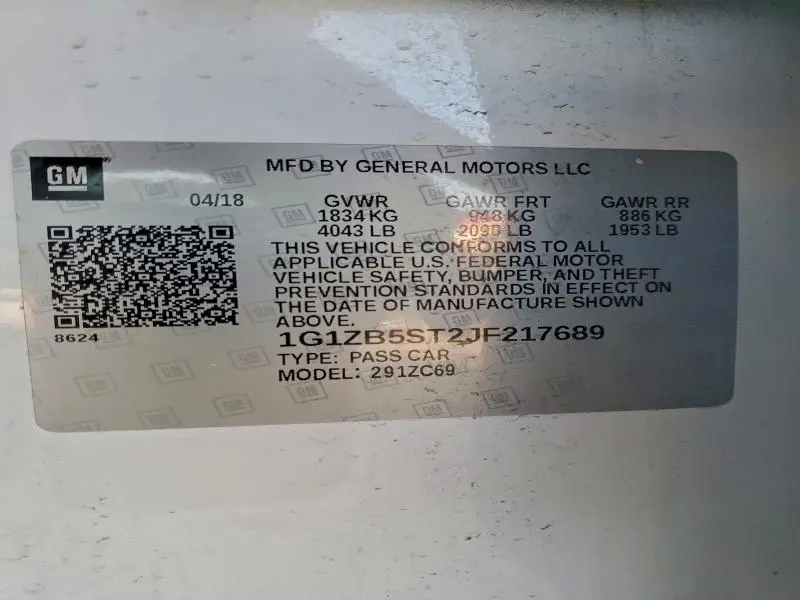 GM
MFD BY GENERAL MOTORS LLC
04/18 GVWR GAWR FRT GAWR RR
1834 KG 948 KG 886 KG
4043 LB 2090 LB 1953 LB
THIS VEHICLE CONFORMS TO ALL
APPLICABLE U.S. FEDERAL MOTOR
VEHICLE SAFETY, BUMPER, AND THEFT
PREVENTION STANDARDS IN EFFECT ON
THE DATE OF MANUFACTURE SHOWN
ABOVE.
8624
1G1ZB5ST2JF217689
TYPE: PASS CAR
MODEL: 291ZC69